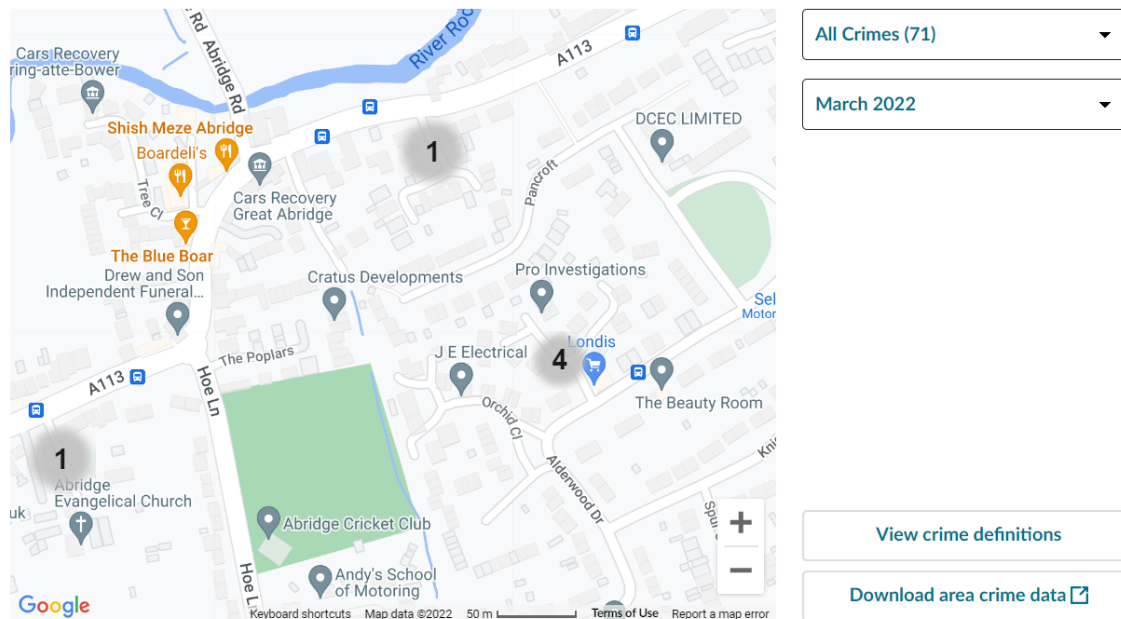 Rd
Abridge Rd
River Roo
A113
Cars Recovery
ring-atte-Bower
Shish Meze Abridge
Boardeli's
Tree Cl
Cars Recovery
Great Abridge
1
Pancroft
DCEC LIMITED
The Blue Boar
Drew and Son
Independent Funeral...
Cratus Developments
Pro Investigations
Sel
Motor
The Poplars
J E Electrical
4
Londis
A113
Hoe Ln
Orchid Cl
The Beauty Room
1
Abridge
Evangelical Church
uk
Alderwood Dr
Kni
Spur
Abridge Cricket Club
Andy's School
of Motoring
Hoe Ln
+
−
Google
Keyboard shortcuts
Map data ©2022
50 m
Terms of Use
Report a map error
All Crimes (71)
March 2022
View crime definitions
Download area crime data